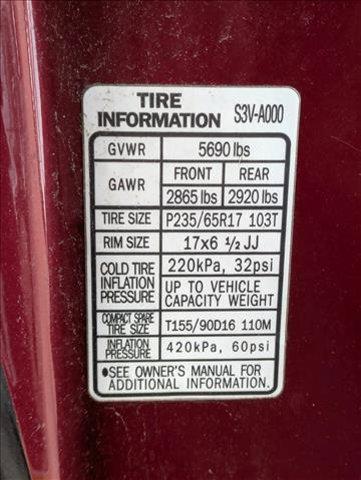 TIRE INFORMATION S3V-A000
GVWR 5690 lbs
GAWR FRONT REAR
2865 lbs 2920 lbs
TIRE SIZE P235/65R17 103T
RIM SIZE 17x6 ½ JJ
COLD TIRE INFLATION PRESSURE 220kPa, 32psi
UP TO VEHICLE CAPACITY WEIGHT
COMPACT SPARE TIRE SIZE T155/90D16 110M
INFLATION PRESSURE 420kPa, 60psi
•SEE OWNER'S MANUAL FOR
ADDITIONAL INFORMATION.